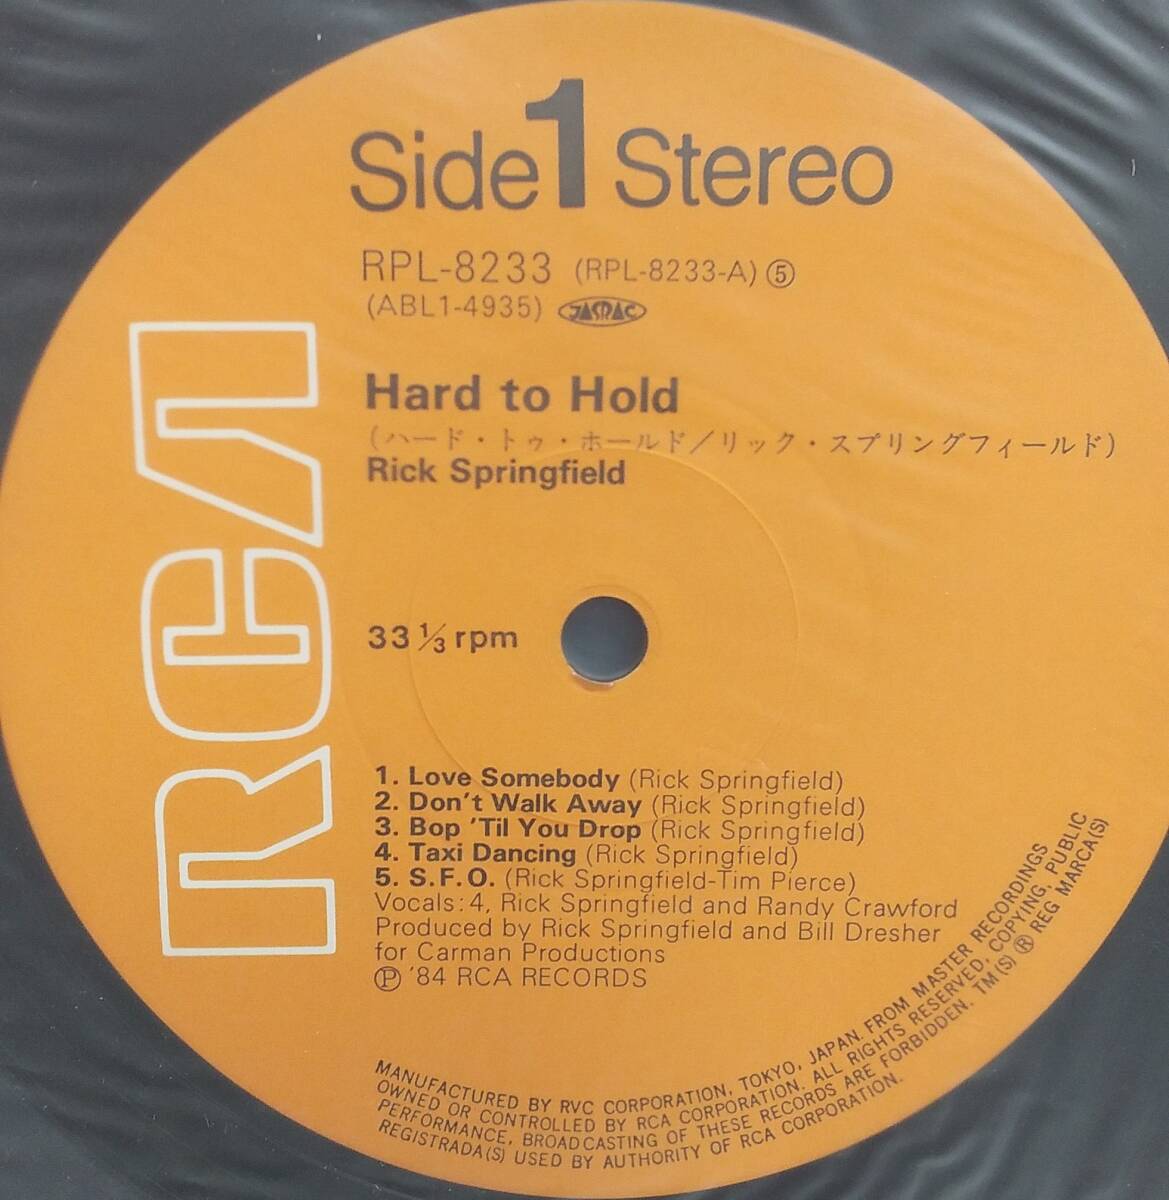 Side 1 Stereo
RPL-8233 (RPL-8233-A) ⑤
(ABL1-4935) JASRAC
Hard to Hold
(ハード・トゥ・ホールド/リック・スプリングフィールド)
Rick Springfield
33 1/3 rpm
RCA
1. Love Somebody (Rick Springfield)
2. Don't Walk Away (Rick Springfield)
3. Bop 'Til You Drop (Rick Springfield)
4. Taxi Dancing (Rick Springfield)
5. S.F.O. (Rick Springfield-Tim Pierce)
Vocals: 4, Rick Springfield and Randy Crawford
Produced by Rick Springfield and Bill Dresher
for Carman Productions
Ⓟ '84 RCA RECORDS
MANUFACTURED BY RVC CORPORATION, TOKYO, JAPAN. FROM MASTER RECORDINGS
OWNED OR CONTROLLED BY RCA CORPORATION. ALL RIGHTS RESERVED. COPYING, PUBLIC
PERFORMANCE, BROADCASTING OF THESE RECORDS ARE FORBIDDEN. TM(S) ® REG MARCA(S)
REGISTRADA(S) USED BY AUTHORITY OF RCA CORPORATION.